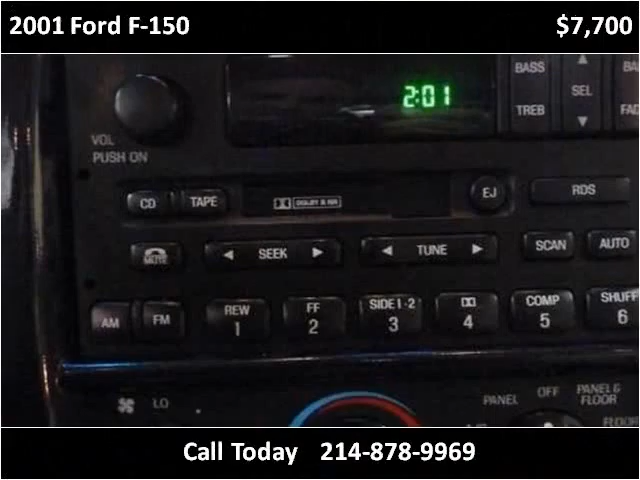 2001 Ford F-150 $7,700
2:01
BASS
SEL
TREB
VOL
PUSH ON
CD TAPE
DOLBY B NR
EJ RDS
MUTE
SEEK TUNE SCAN AUTO
AM FM
REW FF SIDE 1-2 COMP SHUFF
1 2 3 4 5 6
LO
PANEL OFF PANEL &
FLOOR
Call Today 214-878-9969